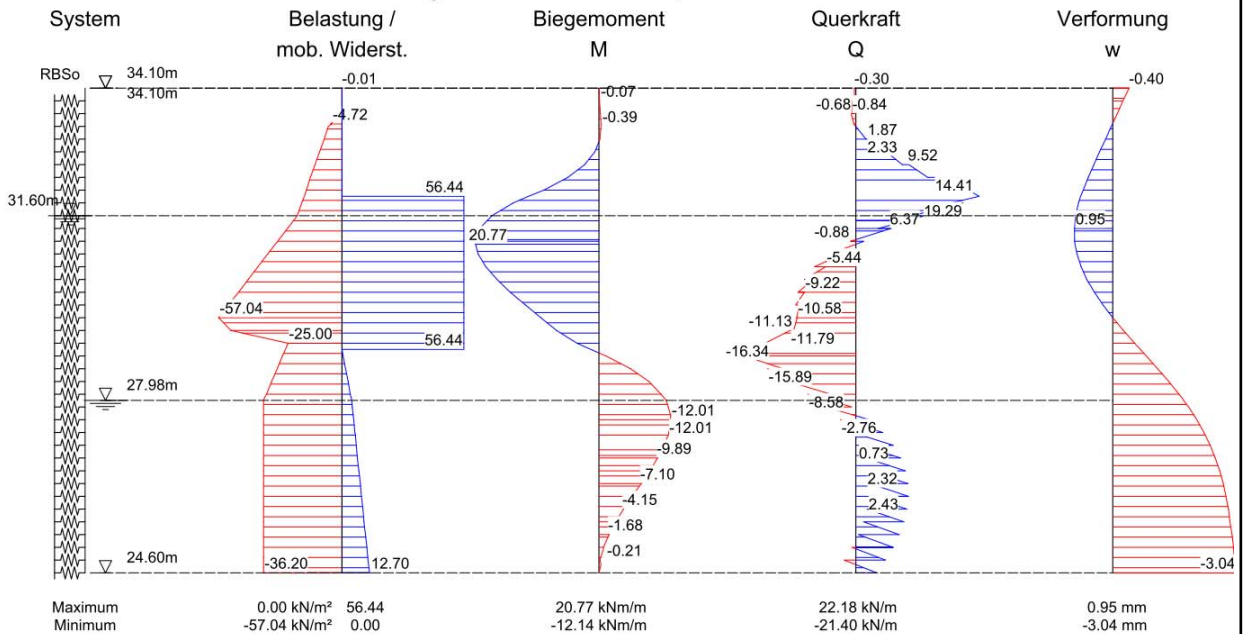 System Belastung / Biegemoment Querkraft Verformung
mob. Widerst. M Q w
RBSo 34.10m -0.01 -0.30 -0.40
34.10m -0.07
-4.72 -0.39 -0.68 -0.84
1.87
2.33
9.52
56.44 14.41
31.60m 19.29
6.37 0.95
20.77 -0.88
-5.44
-9.22
-57.04 -10.58
-11.13
-25.00 56.44 -11.79
-16.34
27.98m -15.89
-8.58
-12.01
-12.01 -2.76
-9.89 0.73
-7.10 2.32
-4.15 2.43
-1.68
-0.21
24.60m -36.20 12.70 -3.04
Maximum 0.00 kN/m² 56.44 20.77 kNm/m 22.18 kN/m 0.95 mm
Minimum -57.04 kN/m² 0.00 -12.14 kNm/m -21.40 kN/m -3.04 mm